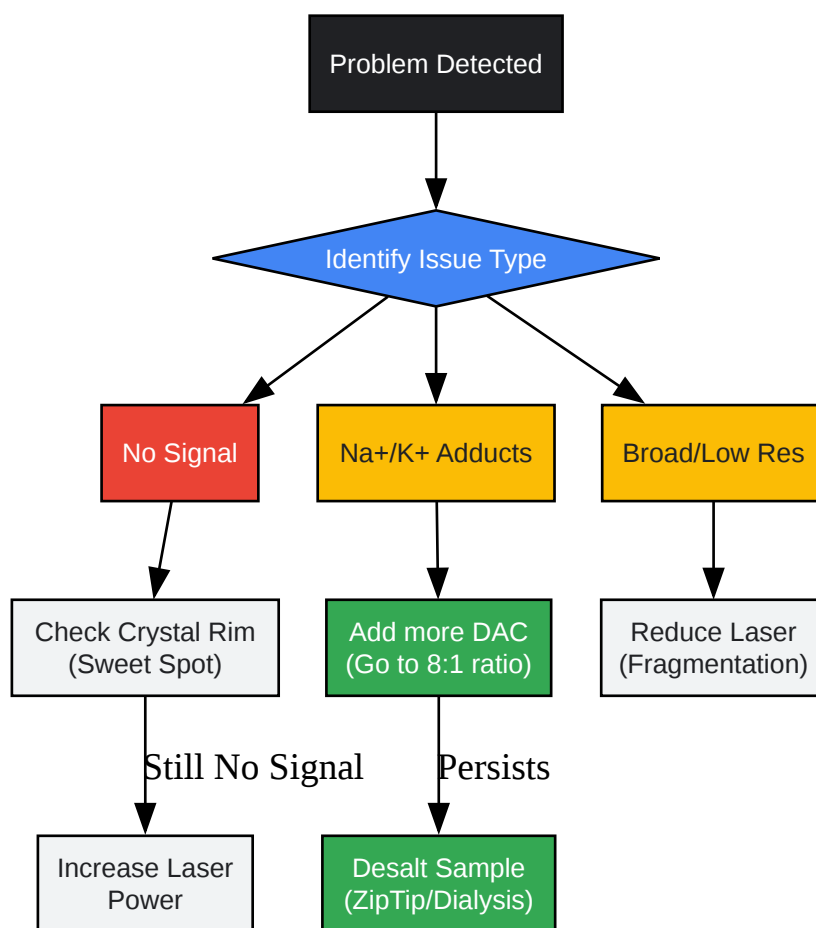 Problem Detected
Identify Issue Type
No Signal
Na+/K+ Adducts
Broad/Low Res
Check Crystal Rim
(Sweet Spot)
Add more DAC
(Go to 8:1 ratio)
Reduce Laser
(Fragmentation)
Still No Signal
Persists
Increase Laser
Power
Desalt Sample
(ZipTip/Dialysis)